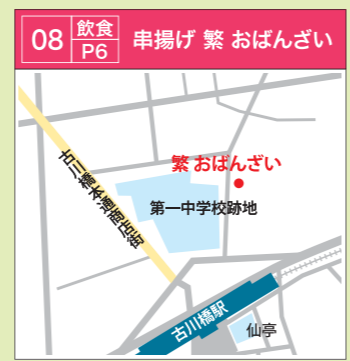 08 飲食 P6 串揚げ 繁 おばんざい
繁 おばんざい
第一中学校跡地
古川橋本通商店街
古川橋駅
仙亭